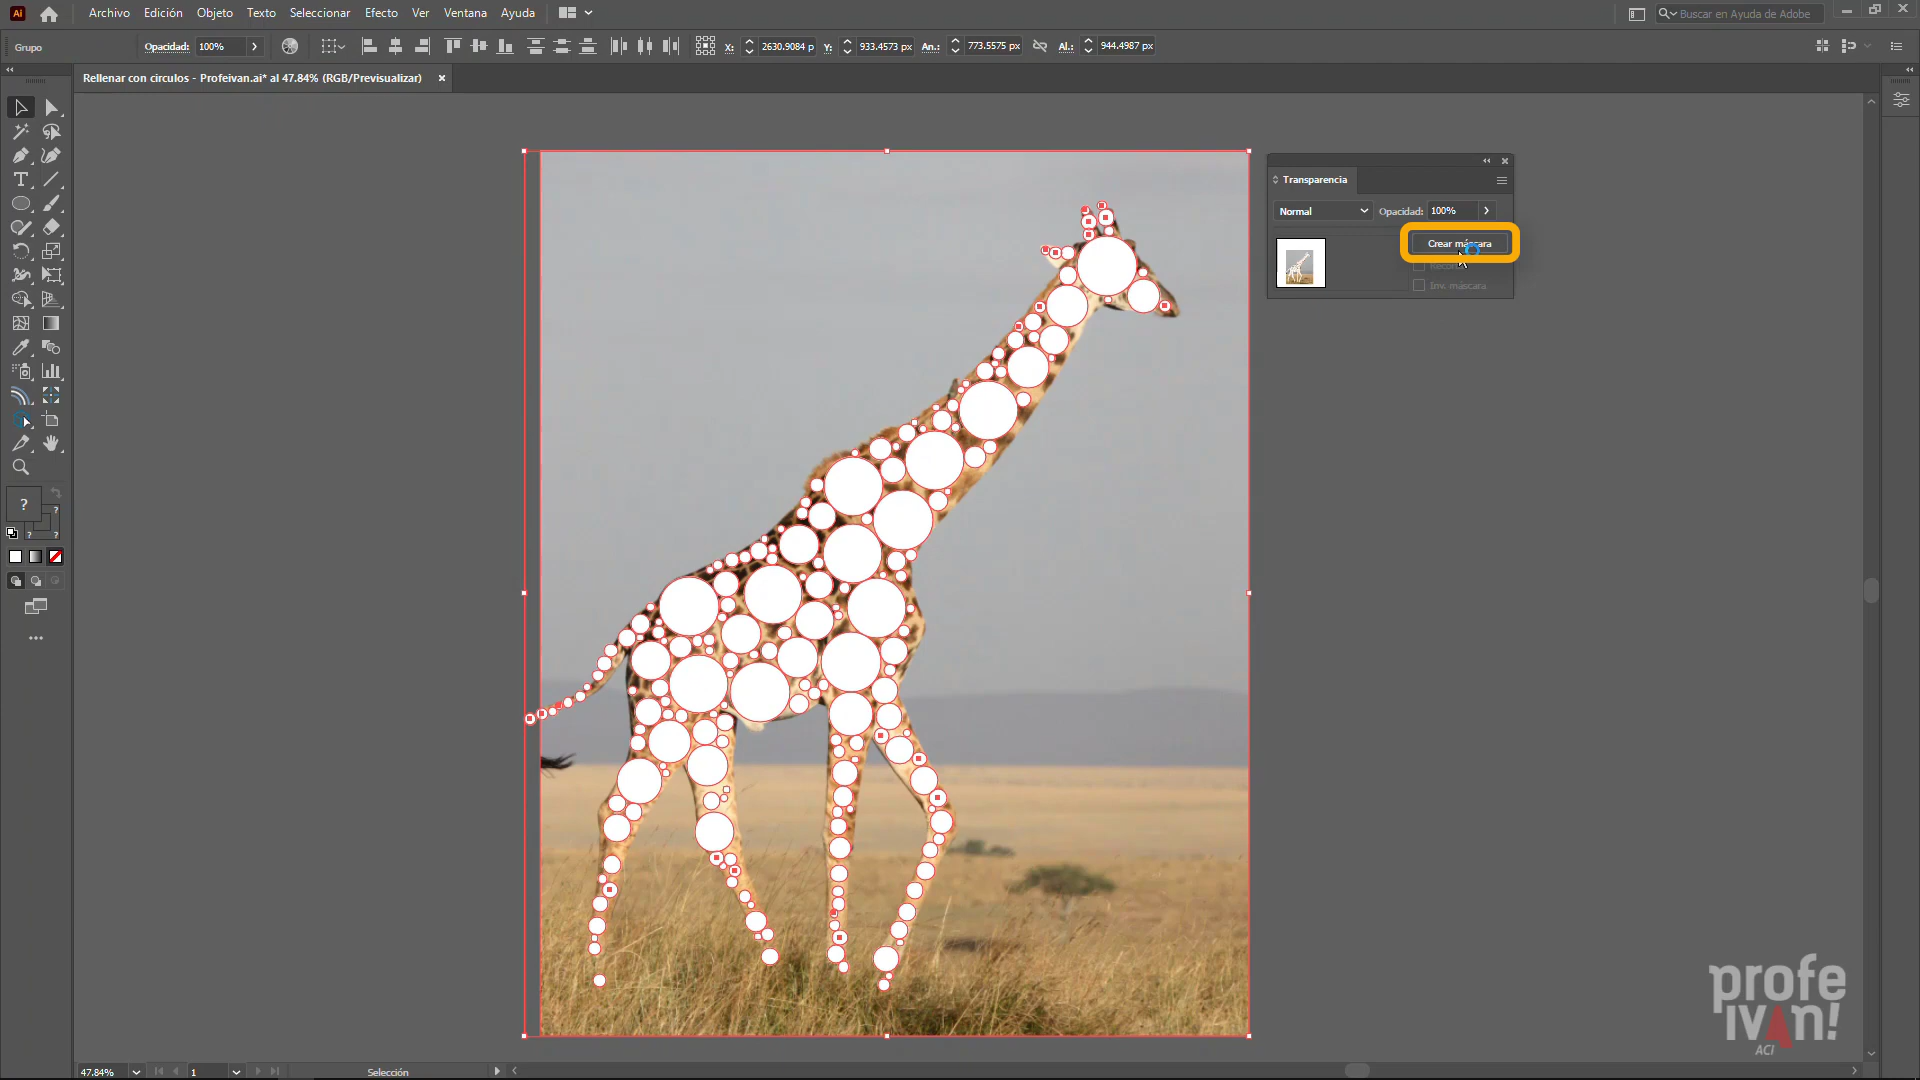 Ai Archivo Edición Objeto Texto Seleccionar Efecto Ver Ventana Ayuda Buscar en Ayuda de Adobe
Grupo Opacidad: 100% X: 2630.9084 p Y: 933.4573 px An.: 773.5575 px Al.: 944.4987 px
Rellenar con circulos - Profeivan.ai* al 47.84% (RGB/Previsualizar)
Transparencia
Normal Opacidad: 100%
Crear máscara
Inv. máscara
? ? ? ?
profe
ivan!
ACI
47.84% 1 Selección